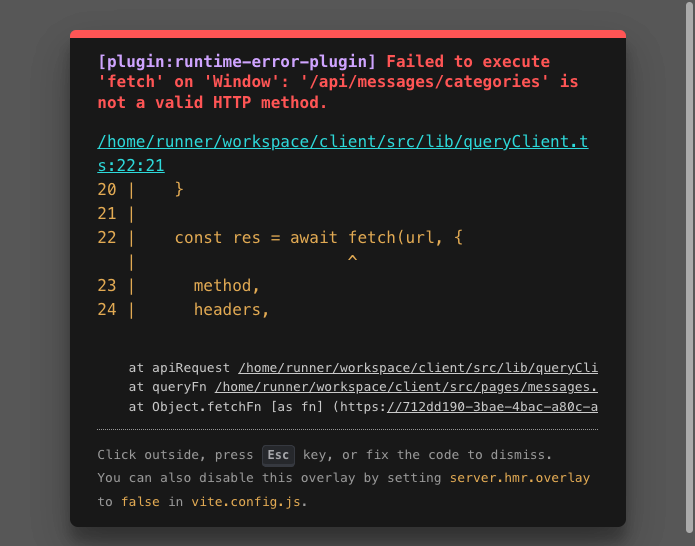 [plugin:runtime-error-plugin] Failed to execute
'fetch' on 'Window': '/api/messages/categories' is
not a valid HTTP method.
/home/runner/workspace/client/src/lib/queryClient.t
s:22:21
20 |    }
21 |
22 |    const res = await fetch(url, {
   |                      ^
23 |      method,
24 |      headers,
at apiRequest /home/runner/workspace/client/src/lib/queryCli
at queryFn /home/runner/workspace/client/src/pages/messages.
at Object.fetchFn [as fn] (https://712dd190-3bae-4bac-a80c-a
Click outside, press Esc key, or fix the code to dismiss.
You can also disable this overlay by setting server.hmr.overlay
to false in vite.config.js.